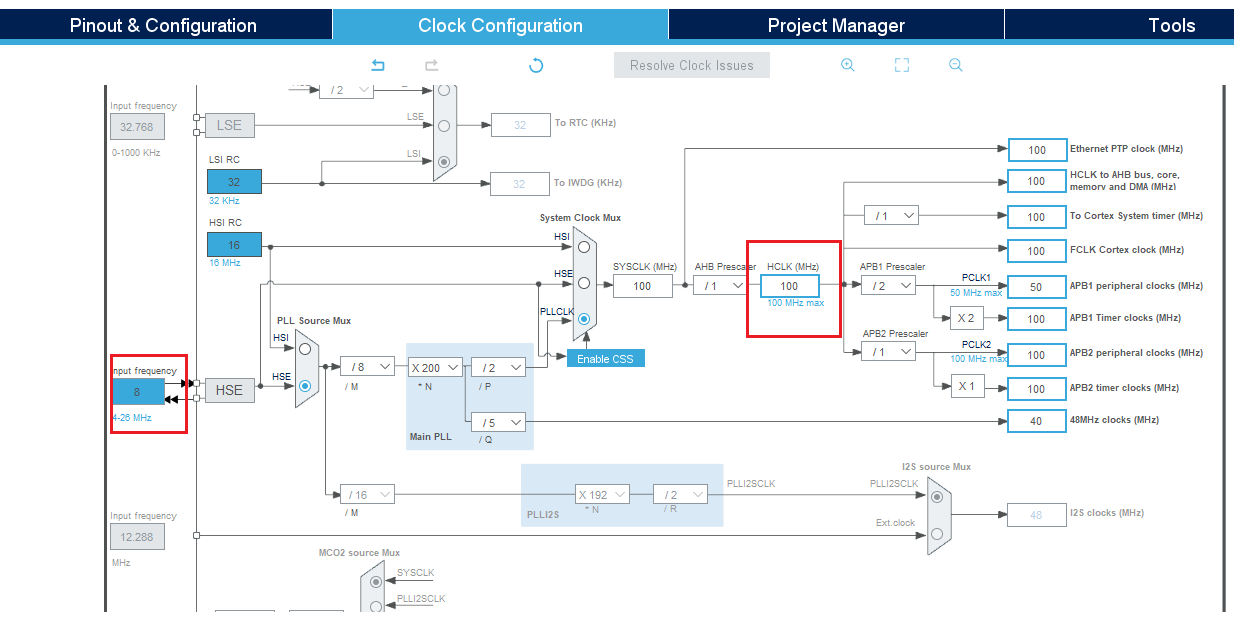 Pinout & Configuration
Clock Configuration
Project Manager
Tools
Resolve Clock Issues
/ 2
Input frequency
32.768
0-1000 KHz
LSE
LSE
32
To RTC (KHz)
LSI RC
LSI
32
32 KHz
32
To IWDG (KHz)
HSI RC
16
16 MHz
System Clock Mux
HSI
HSE
PLLCLK
Enable CSS
SYSCLK (MHz)
100
AHB Prescaler
/ 1
HCLK (MHz)
100
100 MHz max
100
Ethernet PTP clock (MHz)
100
HCLK to AHB bus, core,
memory and DMA (MHz)
/ 1
100
To Cortex System timer (MHz)
100
FCLK Cortex clock (MHz)
APB1 Prescaler
/ 2
PCLK1
50 MHz max
50
APB1 peripheral clocks (MHz)
X 2
100
APB1 Timer clocks (MHz)
APB2 Prescaler
/ 1
PCLK2
100 MHz max
100
APB2 peripheral clocks (MHz)
X 1
100
APB2 timer clocks (MHz)
40
48MHz clocks (MHz)
PLL Source Mux
HSI
HSE
Input frequency
8
4-26 MHz
HSE
/ 8
/ M
X 200
* N
/ 2
/ P
/ 5
/ Q
Main PLL
/ 16
/ M
PLLI2S
X 192
* N
/ 2
/ R
PLLI2SCLK
I2S source Mux
PLLI2SCLK
Ext.clock
48
I2S clocks (MHz)
Input frequency
12.288
MHz
MCO2 source Mux
SYSCLK
PLLI2SCLK